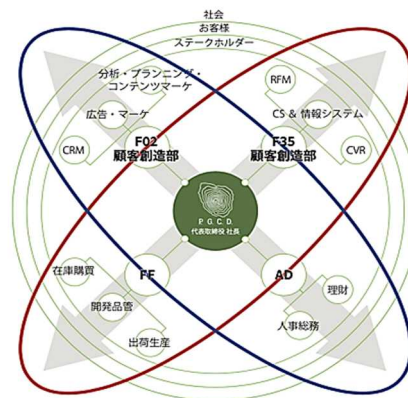 社会
お客様
ステークホルダー
分析・プランニング・
コンテンツマーケ
RFM
広告・マーケ
CS & 情報システム
CRM
F02
顧客創造部
F35
顧客創造部
CVR
P. G. C. D.
代表取締役 社長
在庫購買
FF
AD
理財
開発品管
人事総務
出荷生産